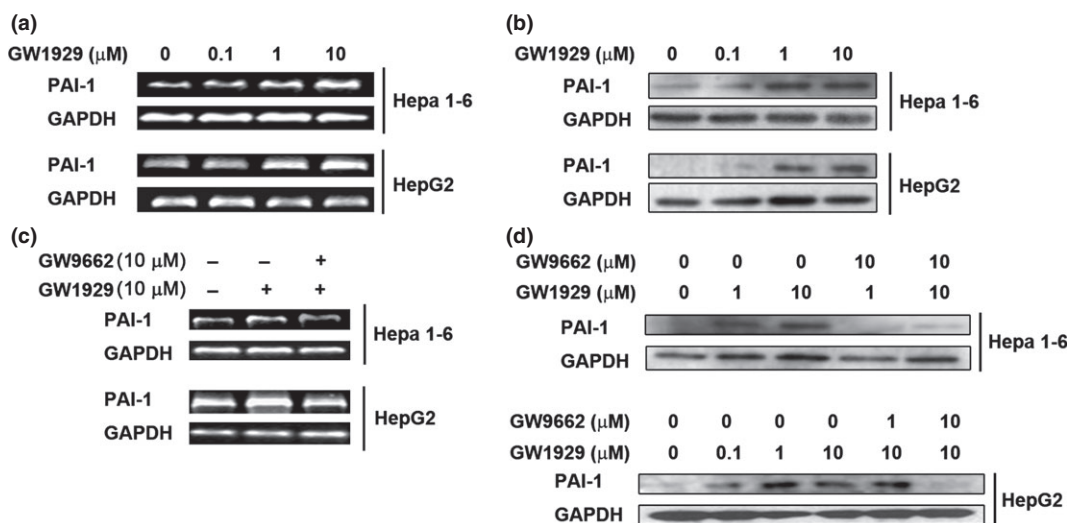 (a)
GW1929 (μM) 0 0.1 1 10
PAI-1
GAPDH
Hepa 1-6
PAI-1
GAPDH
HepG2
(b)
GW1929 (μM) 0 0.1 1 10
PAI-1
GAPDH
Hepa 1-6
PAI-1
GAPDH
HepG2
(c)
GW9662 (10 μM) – – +
GW1929 (10 μM) – + +
PAI-1
GAPDH
Hepa 1-6
PAI-1
GAPDH
HepG2
(d)
GW9662 (μM) 0 0 0 10 10
GW1929 (μM) 0 1 10 1 10
PAI-1
GAPDH
Hepa 1-6
GW9662 (μM) 0 0 0 0 1 10
GW1929 (μM) 0 0.1 1 10 10 10
PAI-1
GAPDH
HepG2